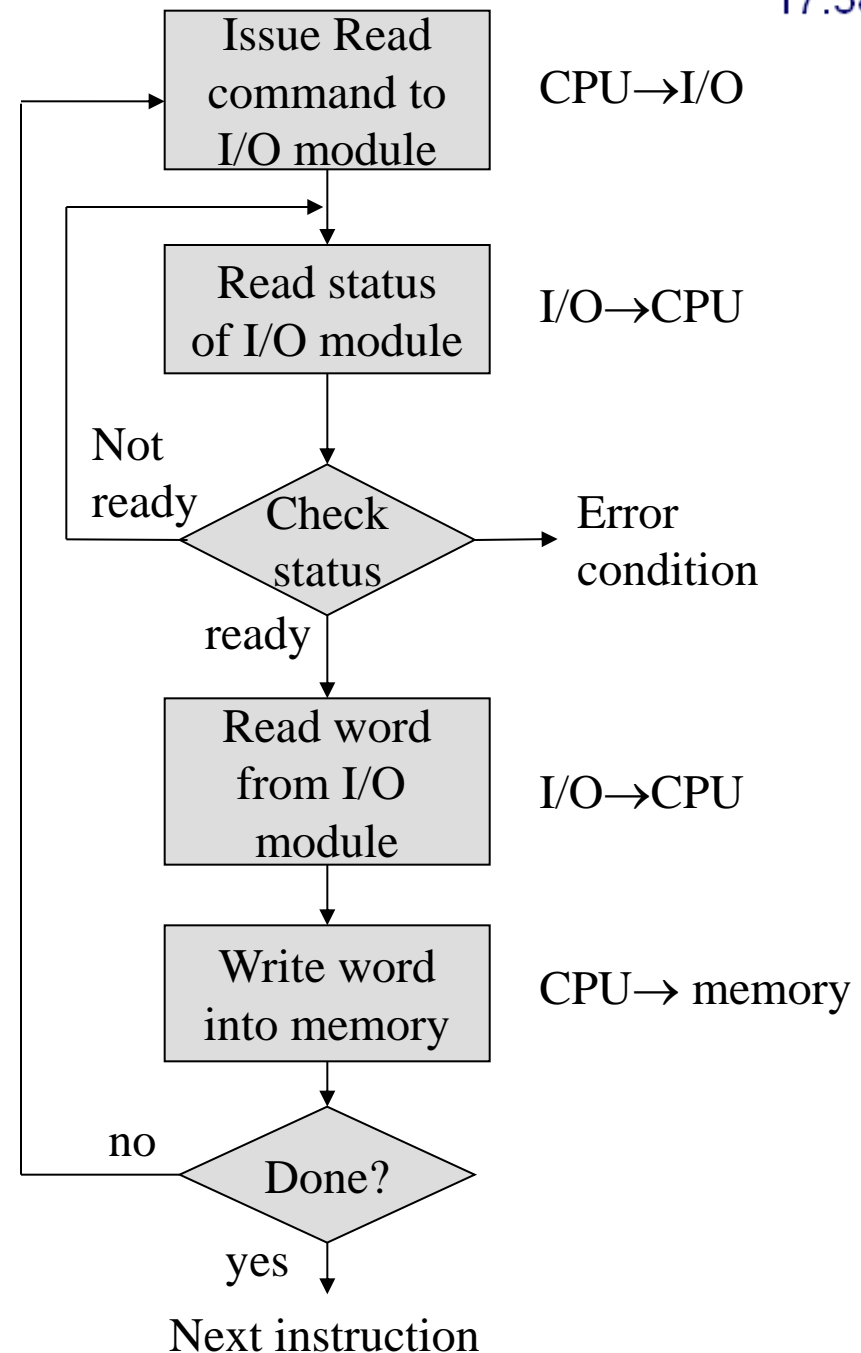 Issue Read
command to
I/O module
CPU→I/O
Read status
of I/O module
I/O→CPU
Not
ready
Check
status
Error
condition
ready
Read word
from I/O
module
I/O→CPU
Write word
into memory
CPU→ memory
no
Done?
yes
Next instruction